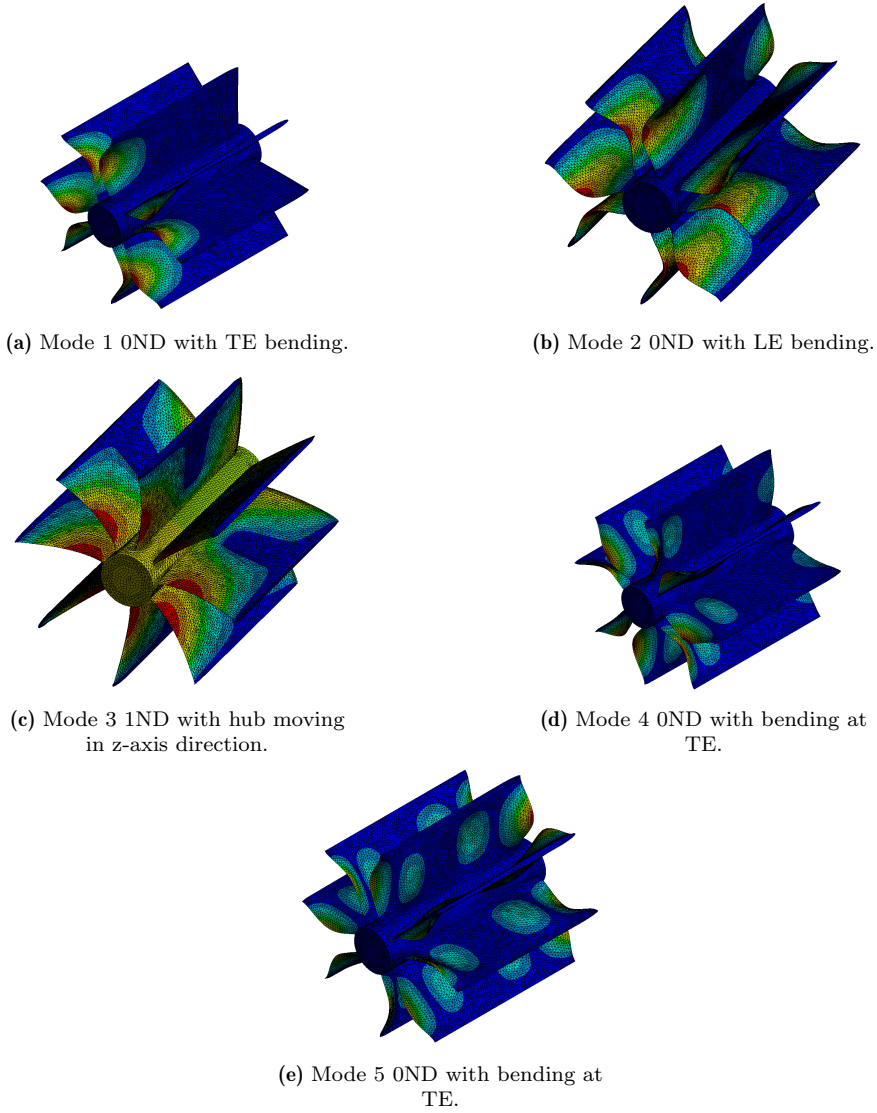 (a) Mode 1 0ND with TE bending.
(b) Mode 2 0ND with LE bending.
(c) Mode 3 1ND with hub moving
in z-axis direction.
(d) Mode 4 0ND with bending at
TE.
(e) Mode 5 0ND with bending at
TE.